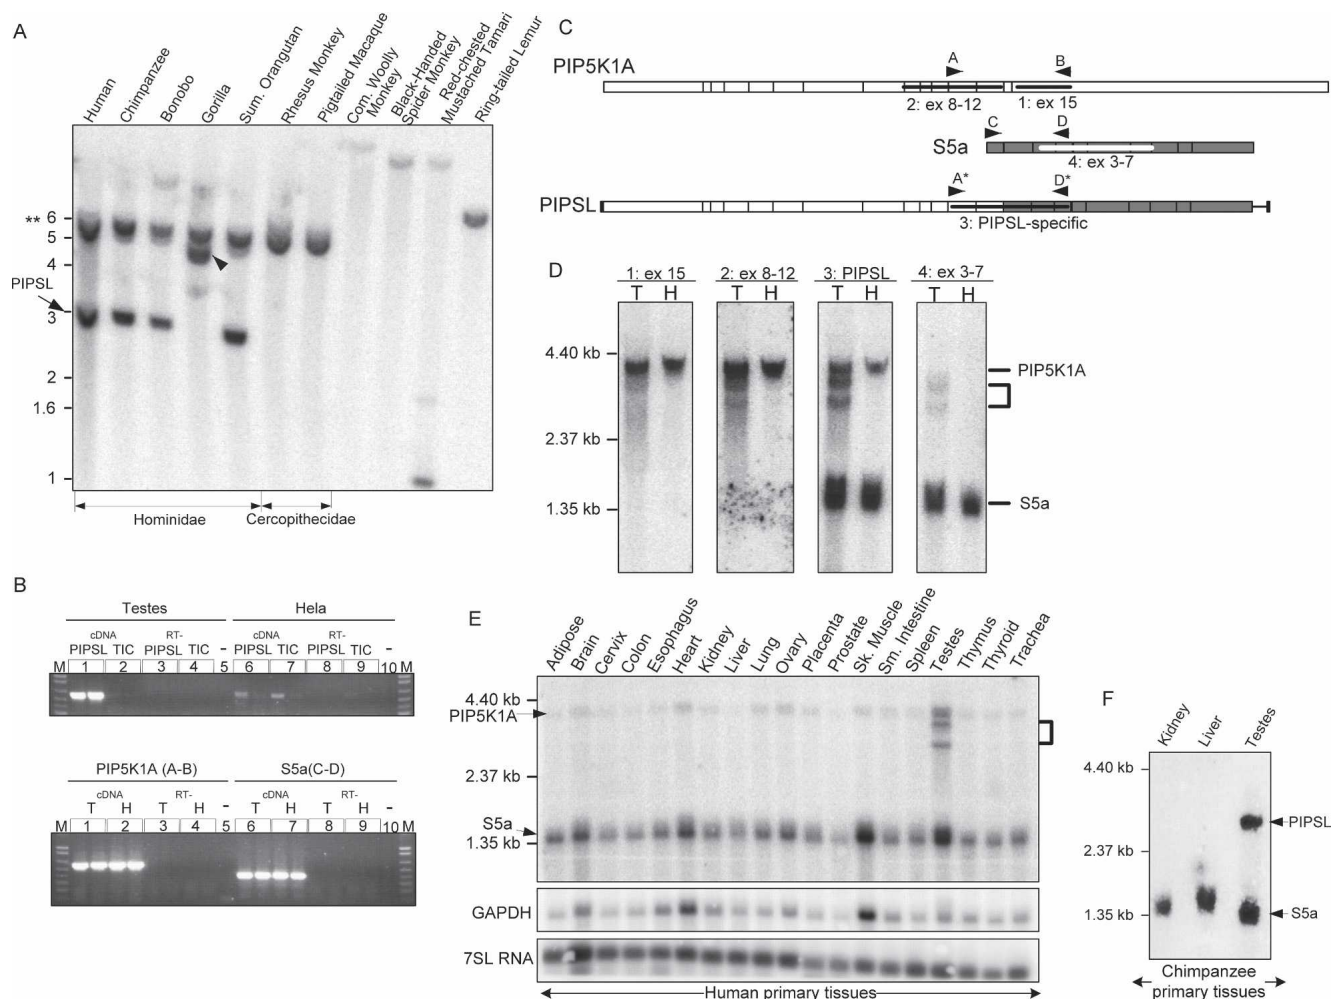 A
Human
Chimpanzee
Bonobo
Gorilla
Sum. Orangutan
Rhesus Monkey
Pigtailed Macaque
Com. Woolly
Monkey
Black-Handed
Spider Monkey
Red-chested
Mustached Tamari
Ring-tailed Lemur
** 6
5
4
PIPSL
3
2
1.6
1
Hominidae
Cercopithecidae
B
Testes Hela
cDNA RT- cDNA RT-
PIPSL TIC PIPSL TIC - PIPSL TIC PIPSL TIC -
M 1 2 3 4 5 6 7 8 9 10 M
PIP5K1A (A-B) S5a(C-D)
cDNA RT- cDNA RT-
T H T H - T H T H -
M 1 2 3 4 5 6 7 8 9 10 M
C
A B
PIP5K1A
2: ex 8-12 1: ex 15
C D
S5a
4: ex 3-7
A* D*
PIPSL
3: PIPSL-specific
D
1: ex 15 2: ex 8-12 3: PIPSL 4: ex 3-7
T H T H T H T H
4.40 kb
PIP5K1A
2.37 kb
1.35 kb
S5a
E
Adipose
Brain
Cervix
Colon
Esophagus
Heart
Kidney
Liver
Lung
Ovary
Placenta
Prostate
Sk. Muscle
Sm. Intestine
Spleen
Testes
Thymus
Thyroid
Trachea
4.40 kb
PIP5K1A
2.37 kb
S5a
1.35 kb
GAPDH
7SL RNA
Human primary tissues
F
Kidney
Liver
Testes
4.40 kb
PIPSL
2.37 kb
1.35 kb
S5a
Chimpanzee
primary tissues